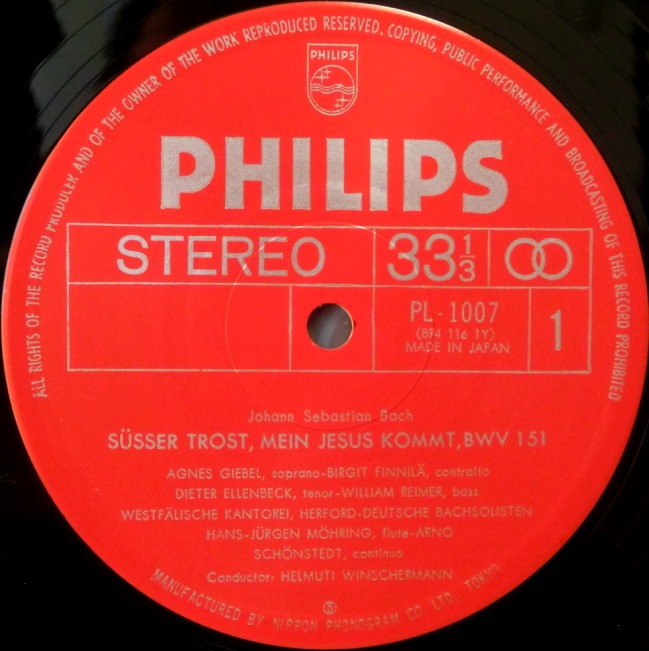 ALL RIGHTS OF THE RECORD PRODUCER AND OF THE OWNER OF THE WORK REPRODUCED RESERVED. COPYING, PUBLIC PERFORMANCE AND BROADCASTING OF THIS RECORD PROHIBITED
PHILIPS
PHILIPS
STEREO 33 1/3
PL-1007
(894 116 1Y)
MADE IN JAPAN
1
Johann Sebastian Bach
SÜSSER TROST, MEIN JESUS KOMMT, BWV 151
AGNES GIEBEL, soprano-BIRGIT FINNILÄ, contralto
DIETER ELLENBECK, tenor-WILLIAM REIMER, bass
WESTFÄLISCHE KANTOREI, HERFORD-DEUTSCHE BACHSOLISTEN
HANS-JÜRGEN MÖHRING, flute-ARNO
SCHÖNSTEDT, continuo
Conductor: HELMUTI WINSCHERMANN
MANUFACTURED BY NIPPON PHONOGRAM CO. LTD., TOKYO